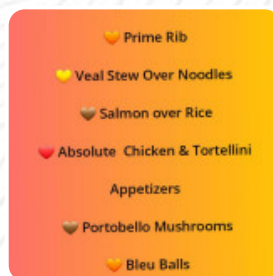 🧡 Prime Rib
💛 Veal Stew Over Noodles
🤎 Salmon over Rice
❤️ Absolute Chicken & Tortellini
Appetizers
🤎 Portobello Mushrooms
🧡 Bleu Balls